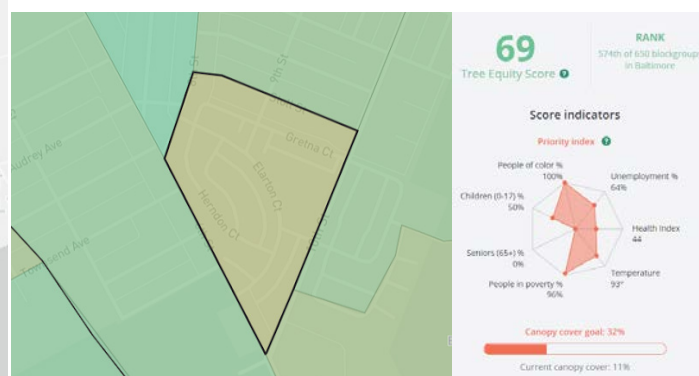 Audrey Ave
Townsend Ave
9th St
Gretna Ct
Elarton Ct
Herndon Ct
69
Tree Equity Score ?
RANK
574th of 650 blockgroups
in Baltimore
Score indicators
Priority index ?
People of color %
100%
Unemployment %
64%
Children (0-17) %
50%
Health Index
44
Seniors (65+) %
0%
Temperature
93°
People in poverty %
96%
Canopy cover goal: 32%
Current canopy cover: 11%